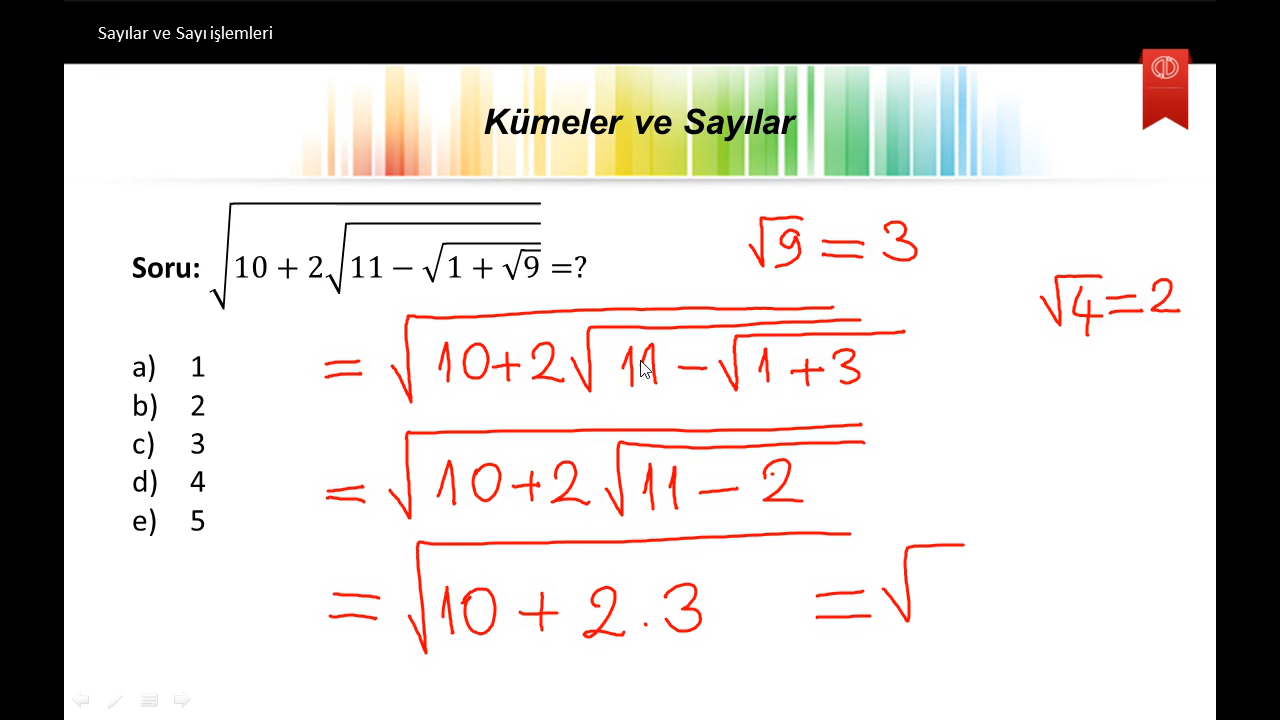 Sayılar ve Sayı işlemleri
Kümeler ve Sayılar
Soru: √(10 + 2√(11 − √(1 + √9))) =?
√9 = 3
√4 = 2
= √(10+2√(11−√(1+3)))
a) 1
b) 2
c) 3
d) 4
e) 5
= √(10+2√(11−2))
= √(10 + 2.3) = √